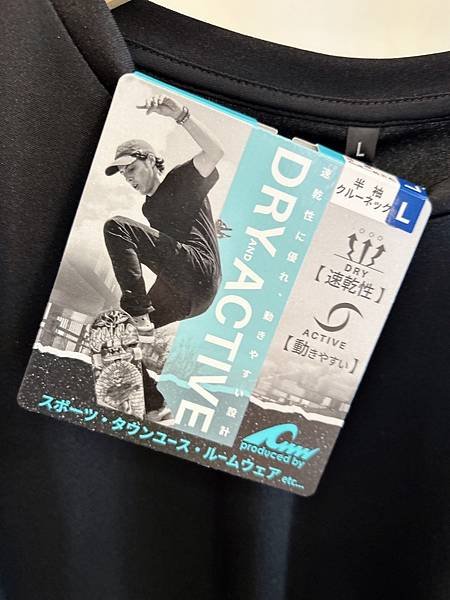 L
半袖
クルーネック
L
DRY AND ACTIVE
速乾性に優れ、動きやすい設計
DRY
【速乾性】
ACTIVE
【動きやすい】
produced by
スポーツ・タウンユース・ルームウェア etc...